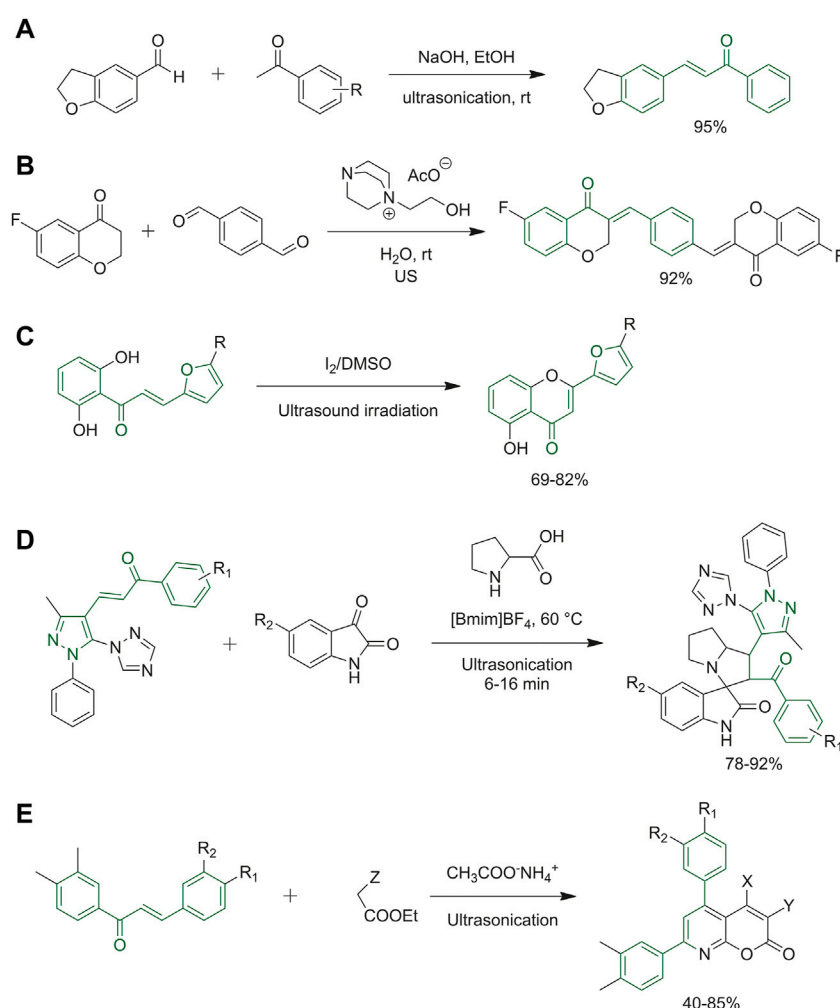 A
O
H
O
+
O
R
NaOH, EtOH
ultrasonication, rt
O
O
95%
B
F
O
O
+
O
O
N
N
+
AcO⊖
OH
H₂O, rt
US
F
O
O
O
O
F
92%
C
OH
OH
O
O
R
I₂/DMSO
Ultrasound irradiation
O
O
R
OH
O
69-82%
D
O
R₁
N
N
N
N
N
+
R₂
O
O
N
H
OH
O
N
H
[Bmim]BF₄, 60 °C
Ultrasonication
6-16 min
N
N
N
N
N
N
O
R₂
O
N
H
R₁
78-92%
E
R₂
R₁
O
+
Z
COOEt
CH₃COO⁻NH₄⁺
Ultrasonication
R₁
R₂
X
Y
N
O
O
40-85%